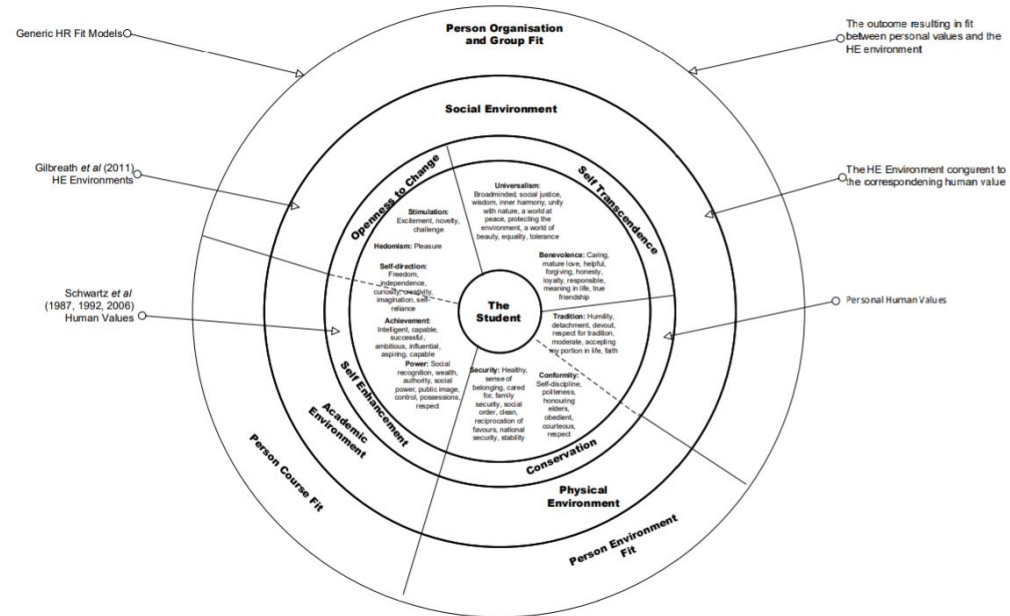 Person Organisation
and Group Fit
Generic HR Fit Models
The outcome resulting in fit
between personal values and the
HE environment
Social Environment
Gilbreath et al (2011)
HE Environments
The HE Environment congurent to
the correspondening human value
Openness to Change
Self Transcendence
Universalism:
Broadminded, social justice,
wisdom, inner harmony, unity
with nature, a world at
peace, protecting the
environment, a world of
beauty, equality, tolerance
Stimulation:
Excitement, novelty,
challenge
Hedomism: Pleasure
Self-direction:
Freedom,
independence,
curiosity, creativity,
imagination, self-
reliance
Benevolence: Caring,
mature love, helpful,
forgiving, honesty,
loyalty, responsible,
meaning in life, true
friendship
Schwartz et al
(1987, 1992, 2006)
Human Values
The
Student
Personal Human Values
Achievement:
Intelligent, capable,
successful,
ambitious, influential,
aspiring, capable
Tradition: Humility,
detachment, devout,
respect for tradition,
moderate, accepting
my portion in life, faith
Power: Social
recognition, wealth,
authority, social
power, public image,
control, possessions,
respect
Security: Healthy,
sense of
belonging, cared
for, family
security, social
order, clean,
reciprocation of
favours, national
security, stability
Conformity:
Self-discipline,
politeness,
honouring
elders,
obedient,
courteous,
respect
Self Enhancement
Conservation
Academic
Environment
Physical
Environment
Person Course Fit
Person Environment
Fit